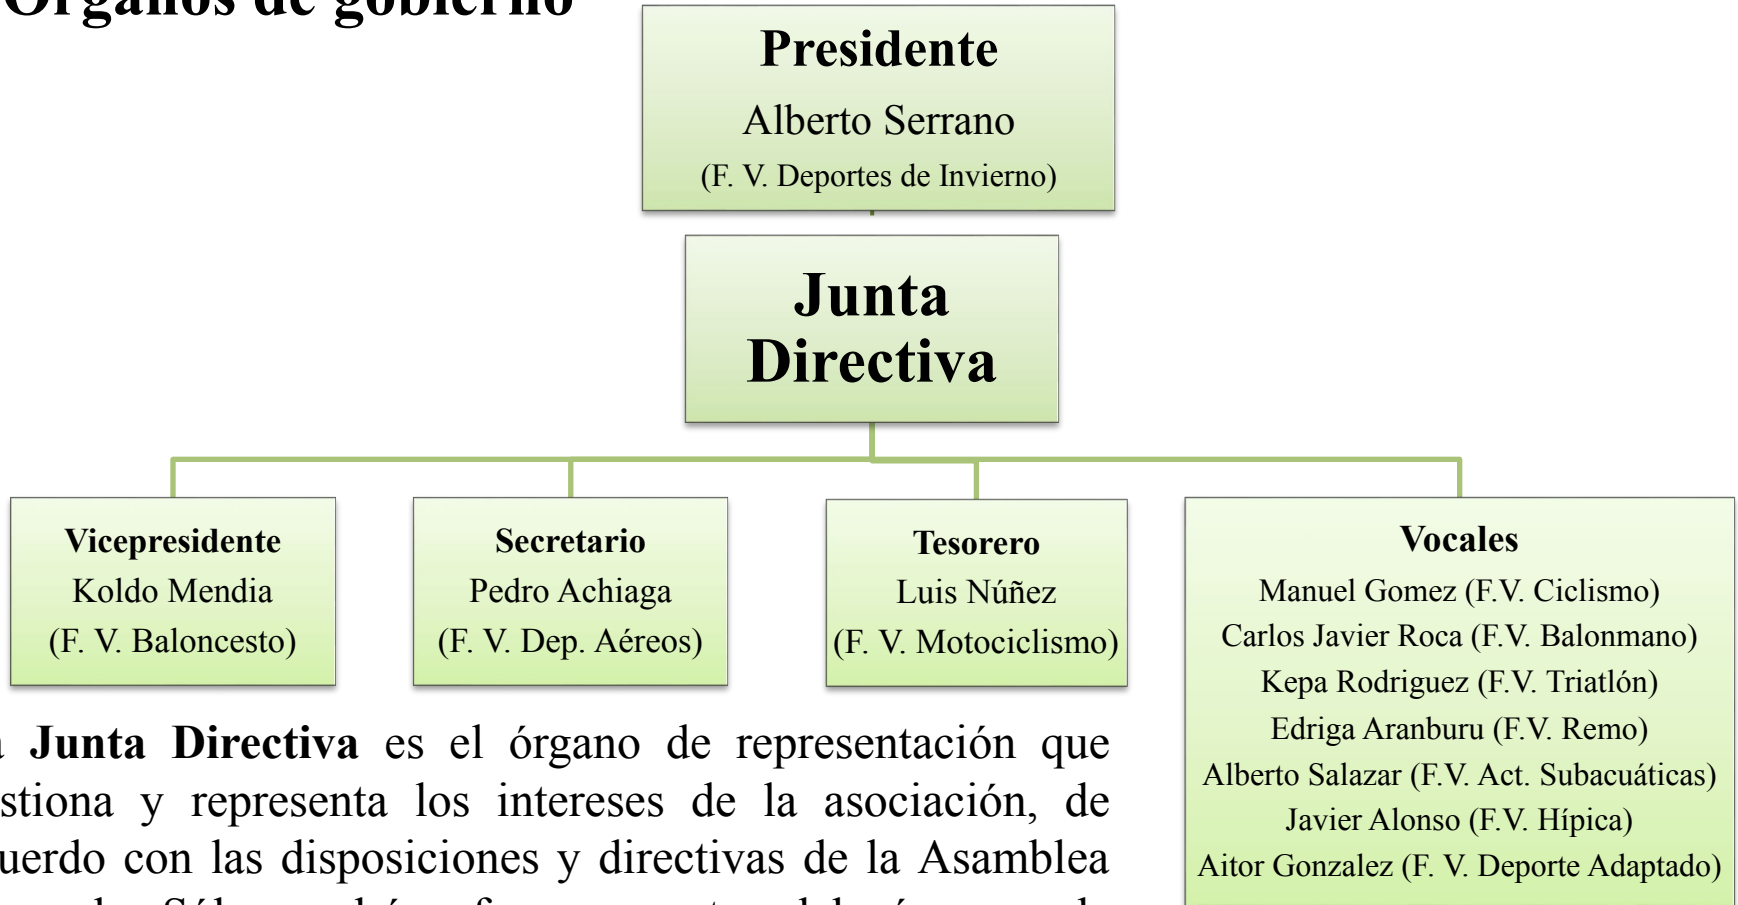 Órganos de gobierno
Presidente
Alberto Serrano
(F. V. Deportes de Invierno)
Junta
Directiva
Vicepresidente
Koldo Mendia
(F. V. Baloncesto)
Secretario
Pedro Achiaga
(F. V. Dep. Aéreos)
Tesorero
Luis Núñez
(F. V. Motociclismo)
Vocales
Manuel Gomez (F.V. Ciclismo)
Carlos Javier Roca (F.V. Balonmano)
Kepa Rodriguez (F.V. Triatlón)
Edriga Aranburu (F.V. Remo)
Alberto Salazar (F.V. Act. Subacuáticas)
Javier Alonso (F.V. Hípica)
Aitor Gonzalez (F. V. Deporte Adaptado)
Junta Directiva es el órgano de representación que
stiona y representa los intereses de la asociación, de
uerdo con las disposiciones y directivas de la Asamblea